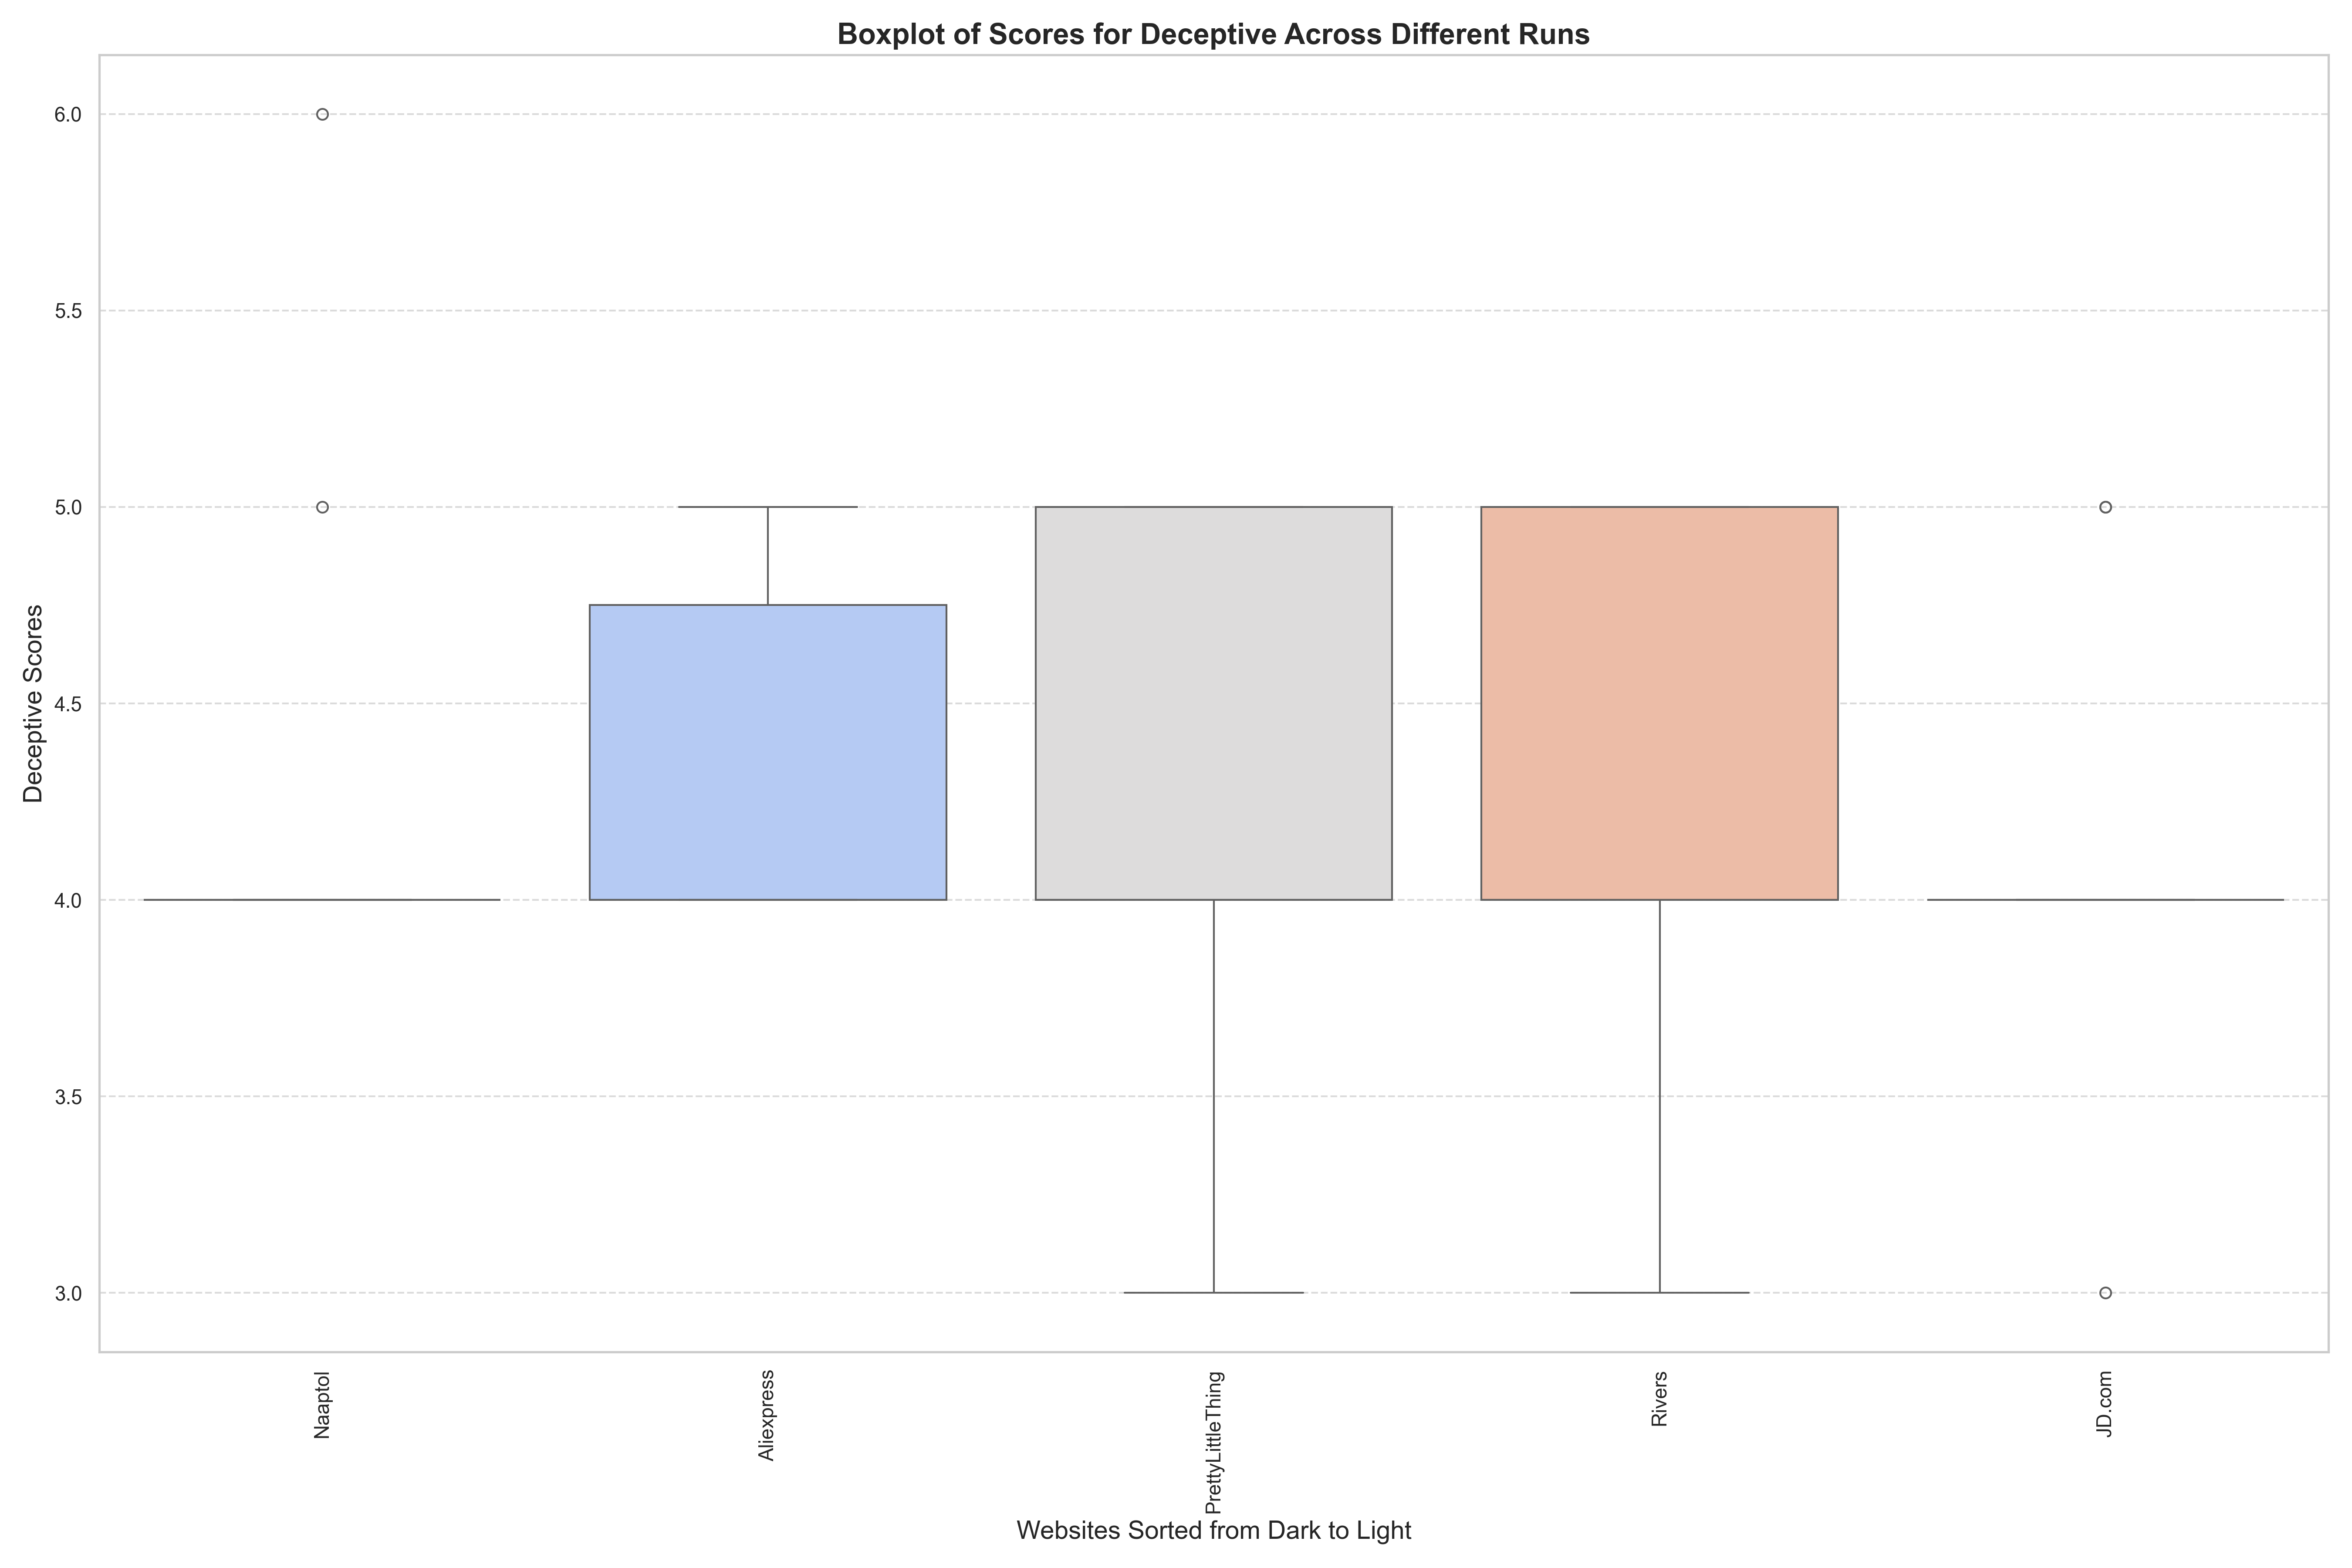 Boxplot of Scores for Deceptive Across Different Runs
Deceptive Scores
6.0
5.5
5.0
4.5
4.0
3.5
3.0
Naaptol
Aliexpress
PrettyLittleThing
Rivers
JD.com
Websites Sorted from Dark to Light